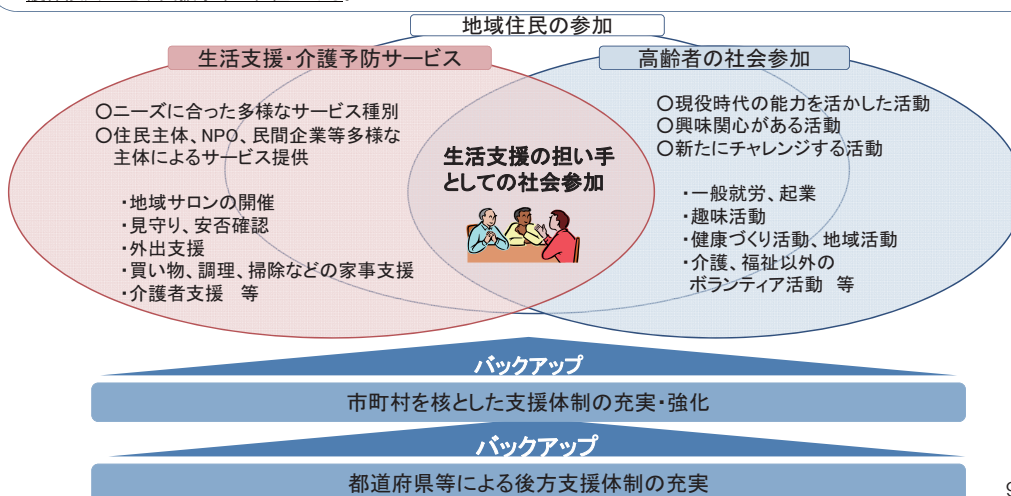 地域住民の参加
生活支援・介護予防サービス
○ニーズに合った多様なサービス種別
○住民主体、NPO、民間企業等多様な
主体によるサービス提供
・地域サロンの開催
・見守り、安否確認
・外出支援
・買い物、調理、掃除などの家事支援
・介護者支援　等
生活支援の担い手
としての社会参加
高齢者の社会参加
○現役時代の能力を活かした活動
○興味関心がある活動
○新たにチャレンジする活動
・一般就労、起業
・趣味活動
・健康づくり活動、地域活動
・介護、福祉以外の
ボランティア活動　等
バックアップ
市町村を核とした支援体制の充実・強化
バックアップ
都道府県等による後方支援体制の充実
9